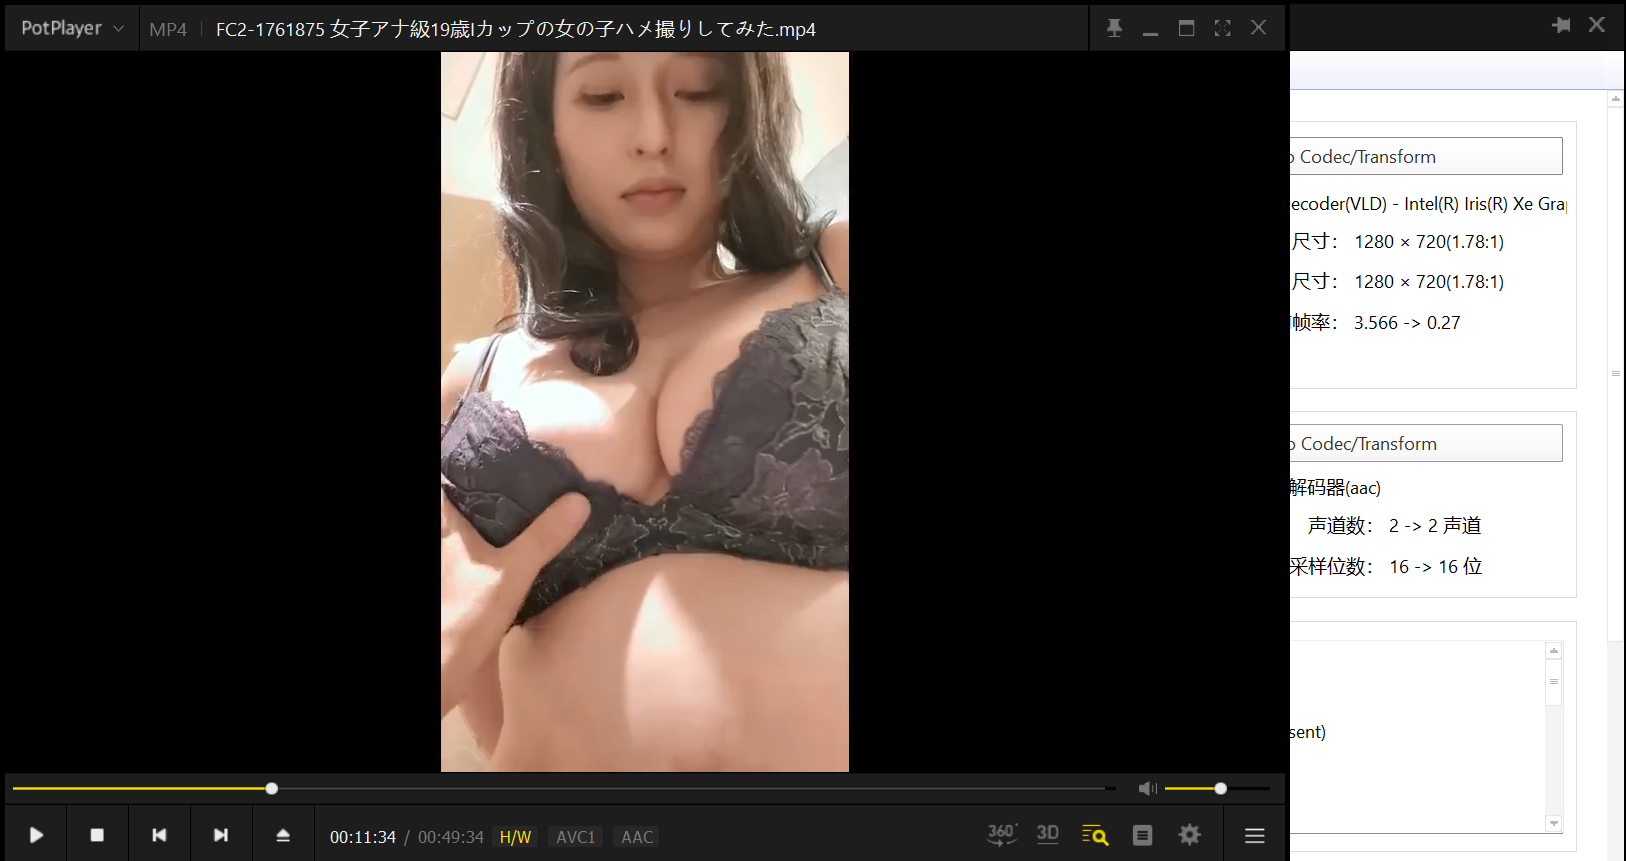 PotPlayer
MP4
FC2-1761875 女子アナ級19歳Iカップの女の子ハメ撮りしてみた.mp4
o Codec/Transform
ecoder(VLD) - Intel(R) Iris(R) Xe Gra
尺寸： 1280 × 720(1.78:1)
尺寸： 1280 × 720(1.78:1)
帧率： 3.566 -> 0.27
o Codec/Transform
解码器(aac)
声道数： 2 -> 2 声道
采样位数： 16 -> 16 位
sent)
00:11:34 / 00:49:34 H/W AVC1 AAC
360° 3D